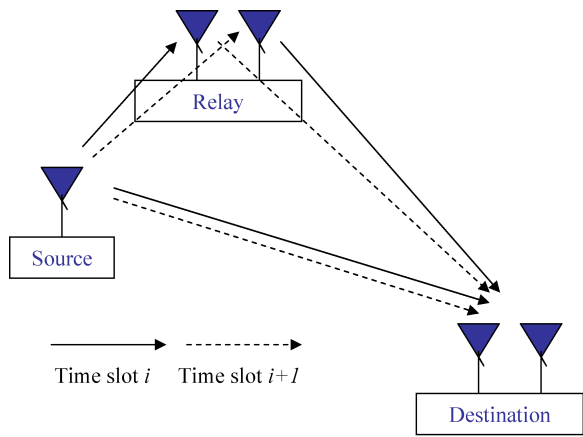 Relay
Source
Time slot i
Time slot i+1
Destination